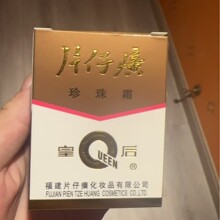 片仔癀
珍珠霜
皇 QUEEN 后
®
福建片仔癀化妆品有限公司
FUJIAN PIEN TZE HUANG COSMETICS CO.,LTD.